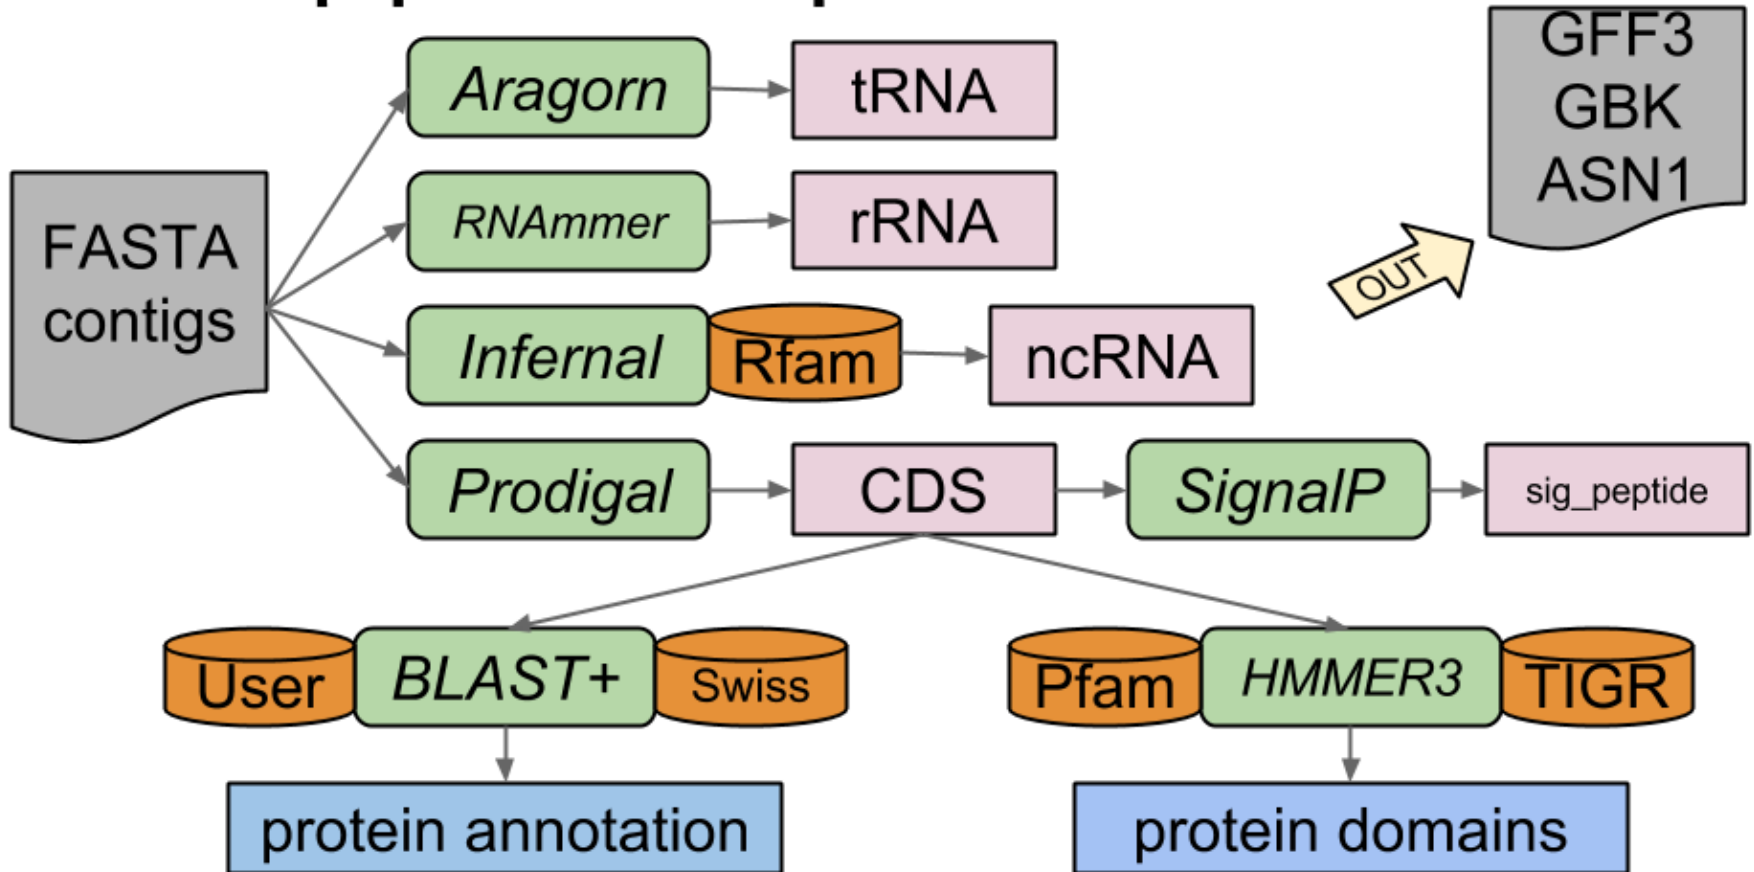 GFF3
GBK
ASN1
Aragorn
tRNA
FASTA
contigs
RNAmmer
rRNA
OUT
Infernal
Rfam
ncRNA
Prodigal
CDS
SignalP
sig_peptide
User
BLAST+
Swiss
Pfam
HMMER3
TIGR
protein annotation
protein domains